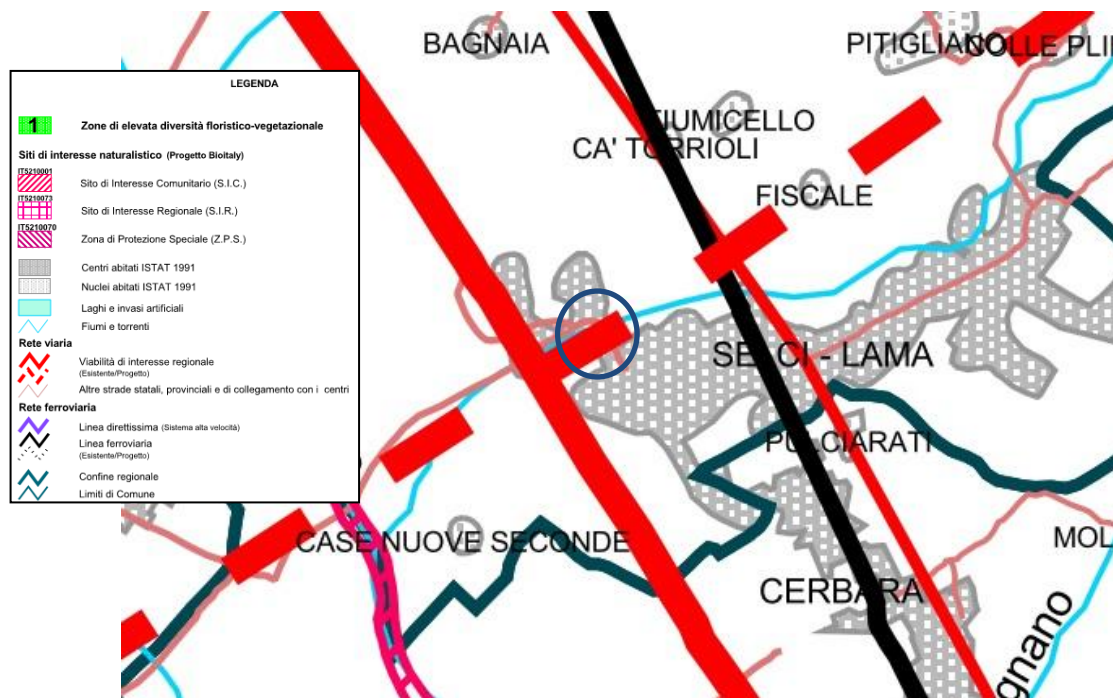 BAGNAIA
PITIGLIANO
COLLE PLI
FIUMICELLO
CA' TORRIOLI
FISCALE
SELCI - LAMA
PULCIARATI
CASE NUOVE SECONDE
MOL
CERBARA
gnano
LEGENDA
1 Zone di elevata diversità floristico-vegetazionale
Siti di interesse naturalistico (Progetto Bioitaly)
IT5210001
Sito di Interesse Comunitario (S.I.C.)
IT5210073
Sito di Interesse Regionale (S.I.R.)
IT5210070
Zona di Protezione Speciale (Z.P.S.)
Centri abitati ISTAT 1991
Nuclei abitati ISTAT 1991
Laghi e invasi artificiali
Fiumi e torrenti
Rete viaria
Viabilità di interesse regionale
(Esistente/Progetto)
Altre strade statali, provinciali e di collegamento con i centri
Rete ferroviaria
Linea direttissima (Sistema alta velocità)
Linea ferroviaria
(Esistente/Progetto)
Confine regionale
Limiti di Comune